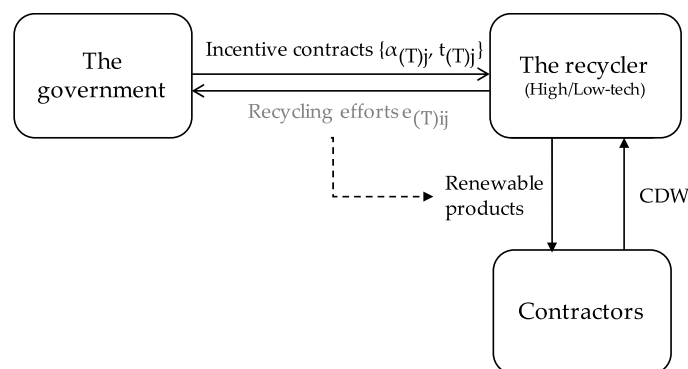 The
government
Incentive contracts {α(T)j, t(T)j}
Recycling efforts e(T)ij
The recycler
(High/Low-tech)
Renewable
products
CDW
Contractors